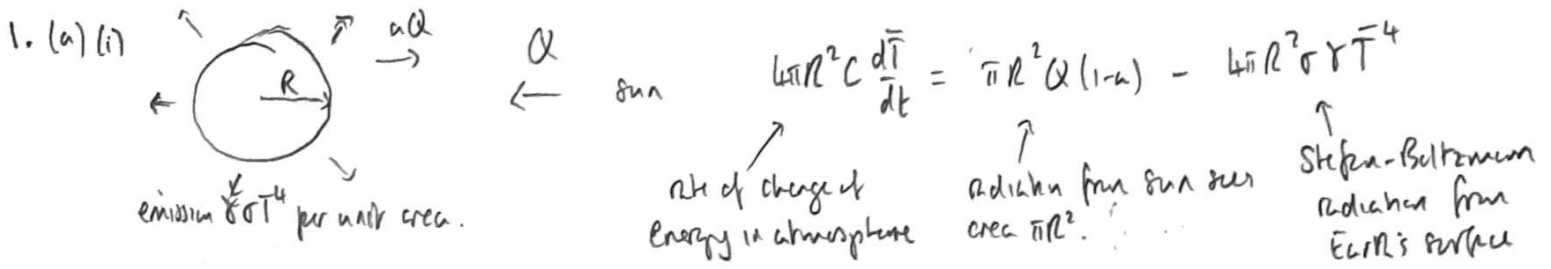 1. (a)(i)
aQ
Q
R
sun
4πR²C dT̄/dt = πR²Q(1-a) - 4πR²σγT̄⁴
rate of change of
energy in atmosphere
radiation from sun sees
area πR².
Stefan-Boltzmann
radiation from
Earth's surface
emission γσT⁴ per unit area.